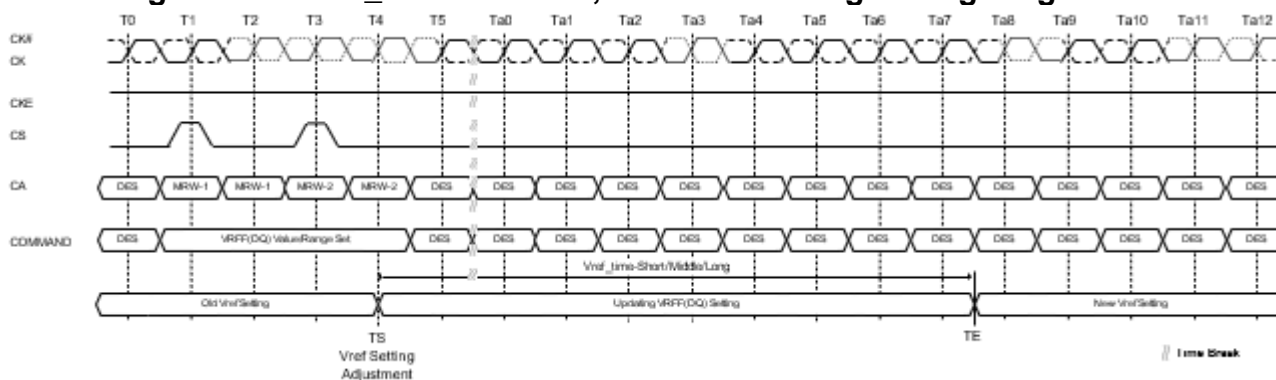 T0 T1 T2 T3 T4 T5 Ta0 Ta1 Ta2 Ta3 Ta4 Ta5 Ta6 Ta7 Ta8 Ta9 Ta10 Ta11 Ta12
CK#
CK
CKE
CS
CA DES MRW-1 MRW-1 MRW-2 MRW-2 DES DES DES DES DES DES DES DES DES DES DES DES DES DES
COMMAND DES VRFF(DQ) Value/Range Set DES DES DES DES DES DES DES DES DES DES DES DES DES DES
Vref_time-Short/Middle/Long
Old Vref Setting Updating VRFF(DQ) Setting New Vref Setting
TS TE
Vref Setting
Adjustment
Time Break